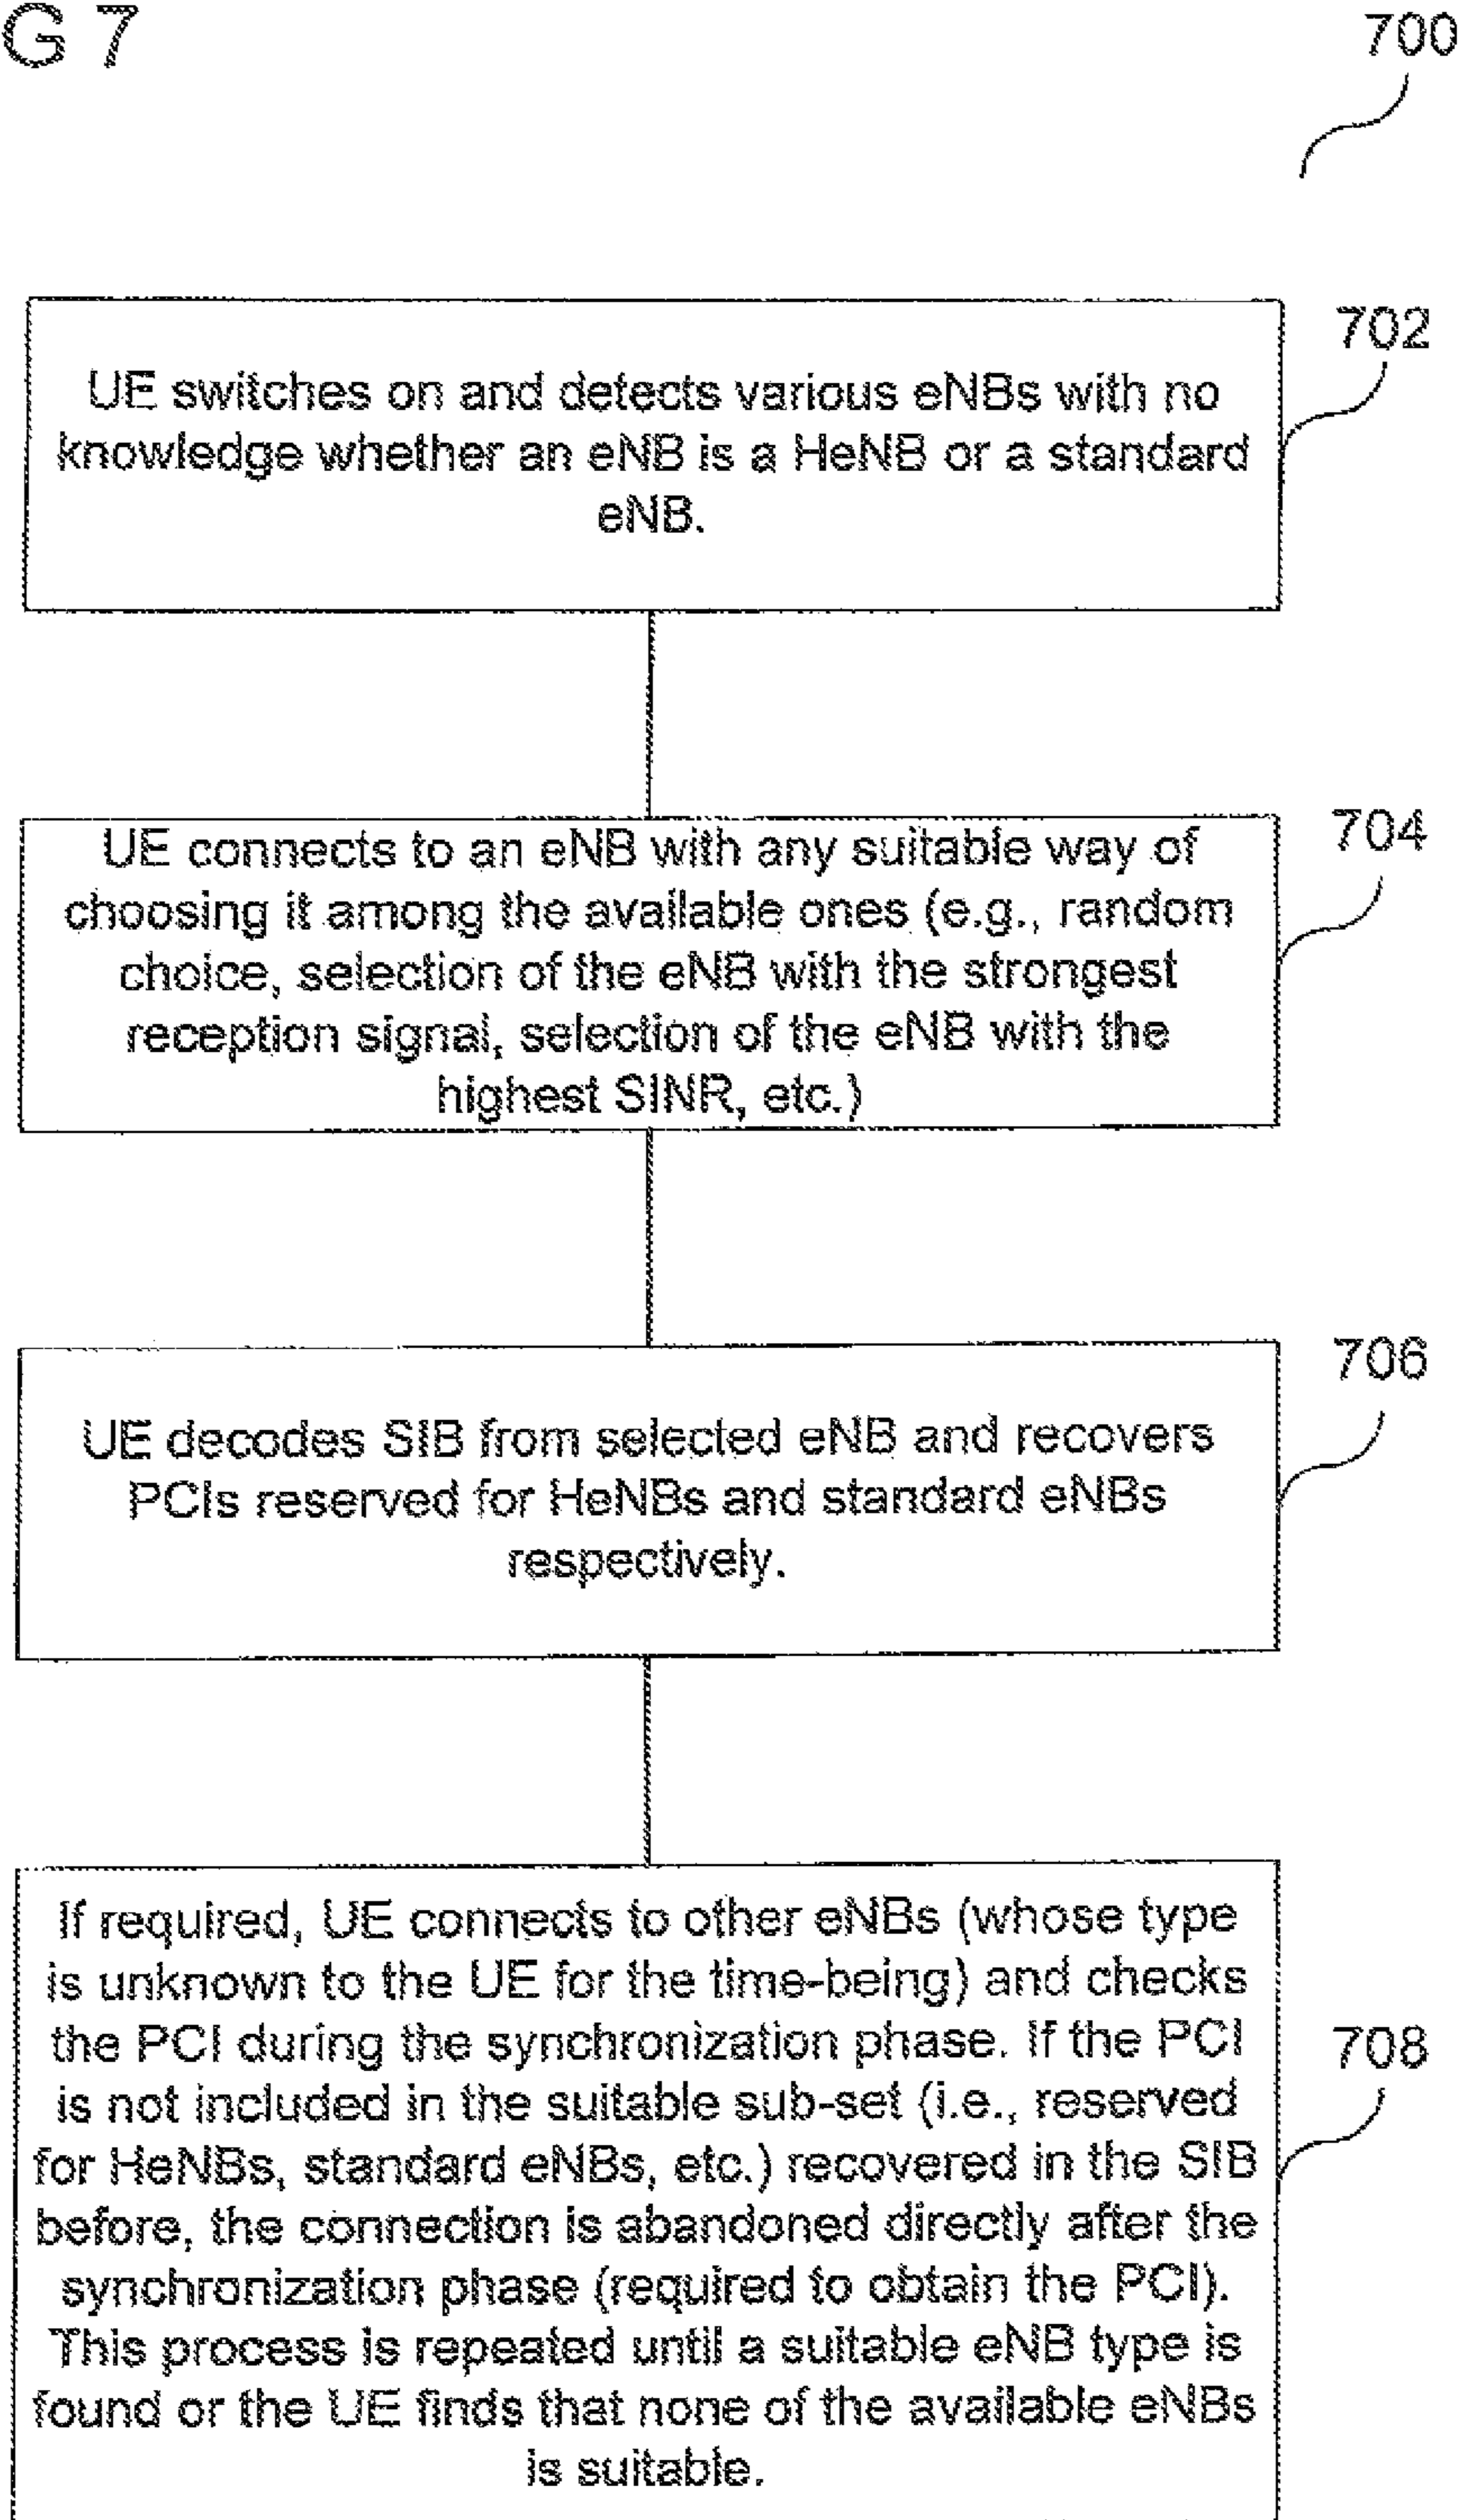 G 7
700
702
UE switches on and detects various eNBs with no
knowledge whether an eNB is a HeNB or a standard
eNB.
704
UE connects to an eNB with any suitable way of
choosing it among the available ones (e.g., random
choice, selection of the eNB with the strongest
reception signal, selection of the eNB with the
highest SINR, etc.)
706
UE decodes SIB from selected eNB and recovers
PCIs reserved for HeNBs and standard eNBs
respectively.
708
If required, UE connects to other eNBs (whose type
is unknown to the UE for the time-being) and checks
the PCI during the synchronization phase. If the PCI
is not included in the suitable sub-set (i.e., reserved
for HeNBs, standard eNBs, etc.) recovered in the SIB
before, the connection is abandoned directly after the
synchronization phase (required to obtain the PCI).
This process is repeated until a suitable eNB type is
found or the UE finds that none of the available eNBs
is suitable.